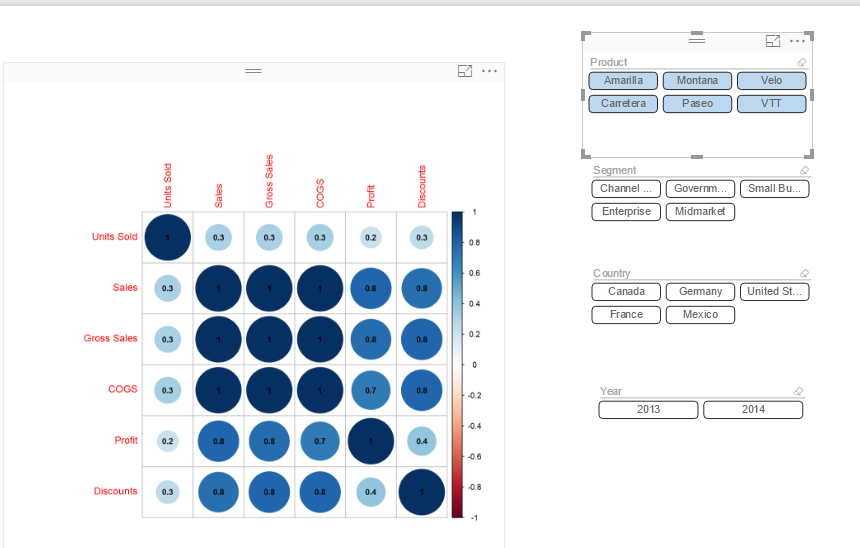 Product
Amarilla Montana Velo
Carretera Paseo VTT
Segment
Channel ... Governm... Small Bu...
Enterprise Midmarket
Country
Canada Germany United St...
France Mexico
Year
2013 2014
Units Sold Sales Gross Sales COGS Profit Discounts
Units Sold 1 0.3 0.3 0.3 0.2 0.3
Sales 0.3 1 1 1 0.8 0.8
Gross Sales 0.3 1 1 1 0.8 0.8
COGS 0.3 1 1 1 0.7 0.8
Profit 0.2 0.8 0.8 0.7 1 0.4
Discounts 0.3 0.8 0.8 0.8 0.4 1
1
0.8
0.6
0.4
0.2
0
-0.2
-0.4
-0.6
-0.8
-1